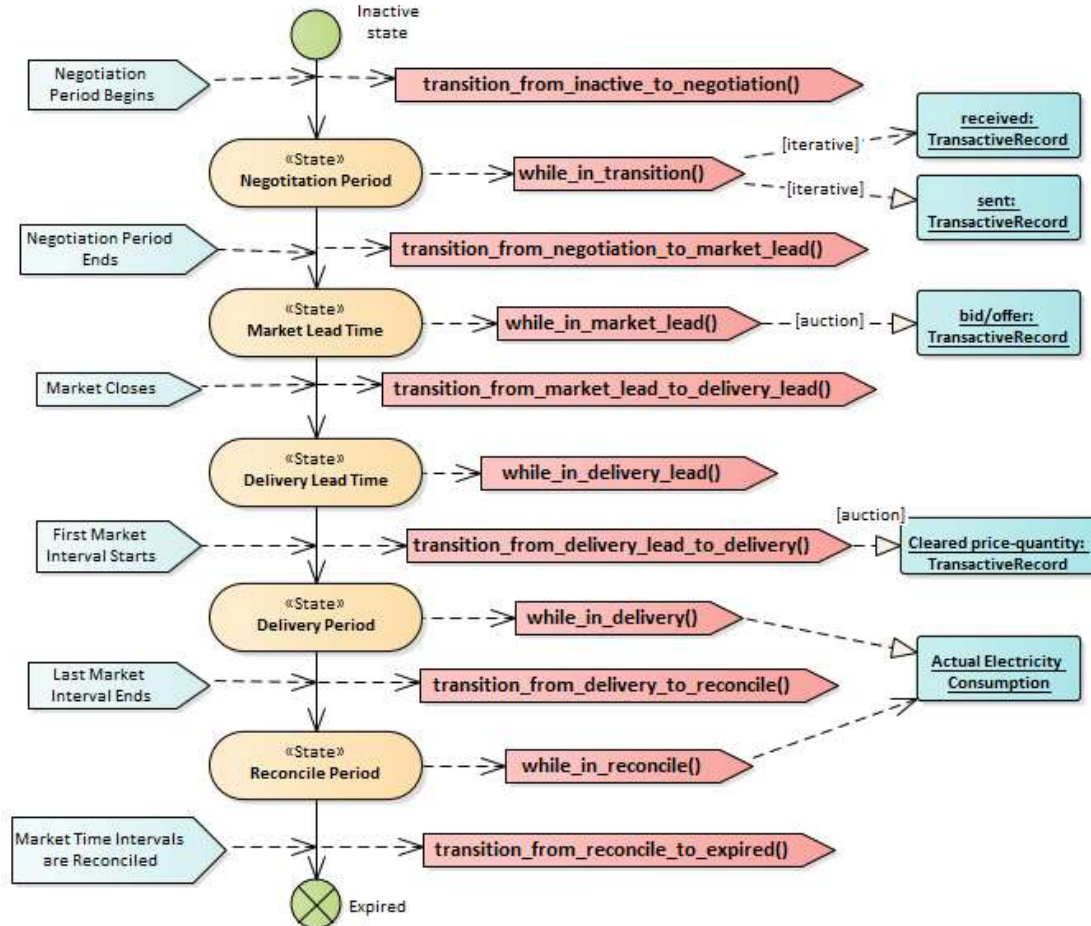 Inactive
state
Negotiation
Period Begins
transition_from_inactive_to_negotiation()
received:
TransactiveRecord
[iterative]
«State»
Negotitation Period
while_in_transition()
[iterative]
sent:
TransactiveRecord
Negotiation Period
Ends
transition_from_negotiation_to_market_lead()
«State»
Market Lead Time
while_in_market_lead()
[auction]
bid/offer:
TransactiveRecord
Market Closes
transition_from_market_lead_to_delivery_lead()
«State»
Delivery Lead Time
while_in_delivery_lead()
First Market
Interval Starts
transition_from_delivery_lead_to_delivery()
[auction]
Cleared price-quantity:
TransactiveRecord
«State»
Delivery Period
while_in_delivery()
Actual Electricity
Consumption
Last Market
Interval Ends
transition_from_delivery_to_reconcile()
«State»
Reconcile Period
while_in_reconcile()
Market Time Intervals
are Reconciled
transition_from_reconcile_to_expired()
Expired